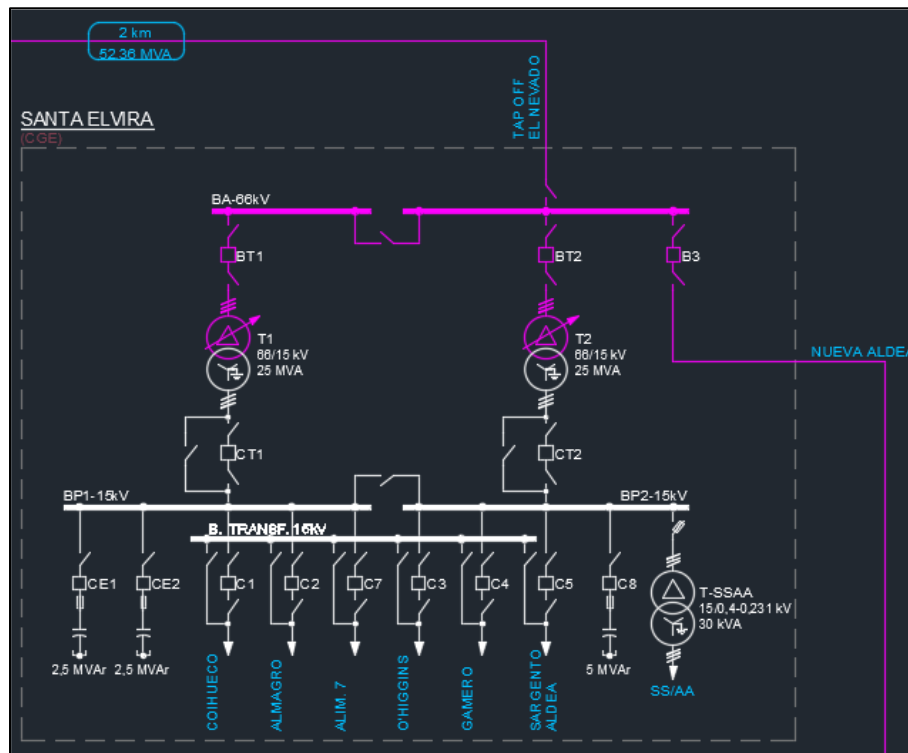 2 km
52,36 MVA
TAP OFF
EL NEVADO
SANTA ELVIRA
(CGE)
BA-66kV
BT1
BT2
B3
T1
66/15 kV
25 MVA
T2
66/15 kV
25 MVA
NUEVA ALDEA
CT1
CT2
BP1-15kV
BP2-15kV
B. TRANSF. 15kV
CE1
CE2
C1
C2
C7
C3
C4
C5
C8
T-SSAA
15/0,4-0,231 kV
30 kVA
2,5 MVAr
2,5 MVAr
5 MVAr
SS/AA
COIHUECO
ALMAGRO
ALIM. 7
O'HIGGINS
GAMERO
SARGENTO
ALDEA